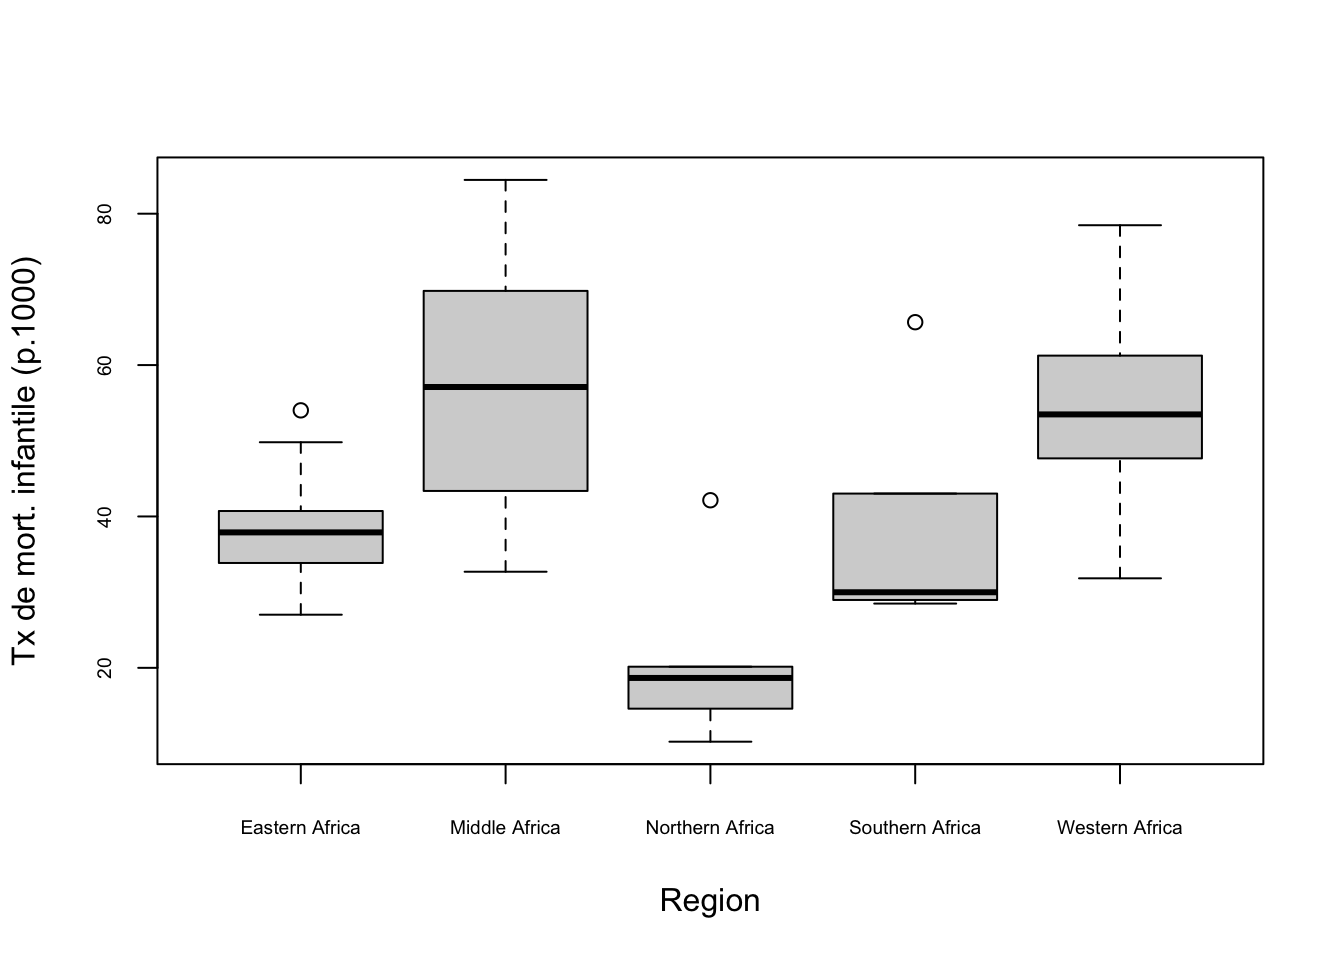 Tx de mort. infantile (p.1000)
80
60
40
20
Eastern Africa
Middle Africa
Northern Africa
Southern Africa
Western Africa
Region